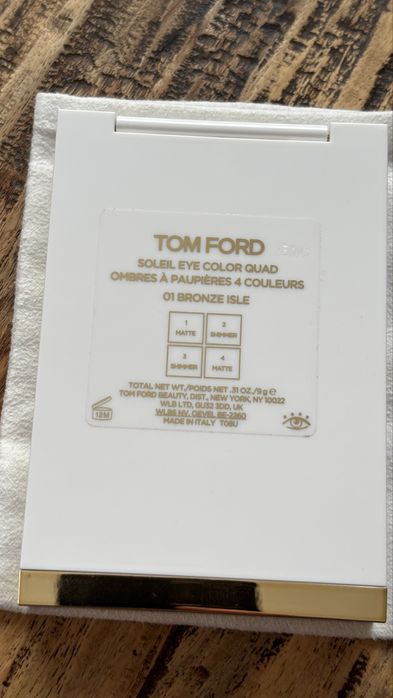 TOM FORD
SOLEIL EYE COLOR QUAD
OMBRES À PAUPIÈRES 4 COULEURS
01 BRONZE ISLE
1 MATTE
2 SHIMMER
3 SHIMMER
4 MATTE
TOTAL NET WT./POIDS NET .31 OZ./9g ℮
TOM FORD BEAUTY, DIST., NEW YORK, NY 10022
WLB LTD, GU32 3DD, UK
WLBS NV, OEVEL BE-2260
MADE IN ITALY T08U
12M